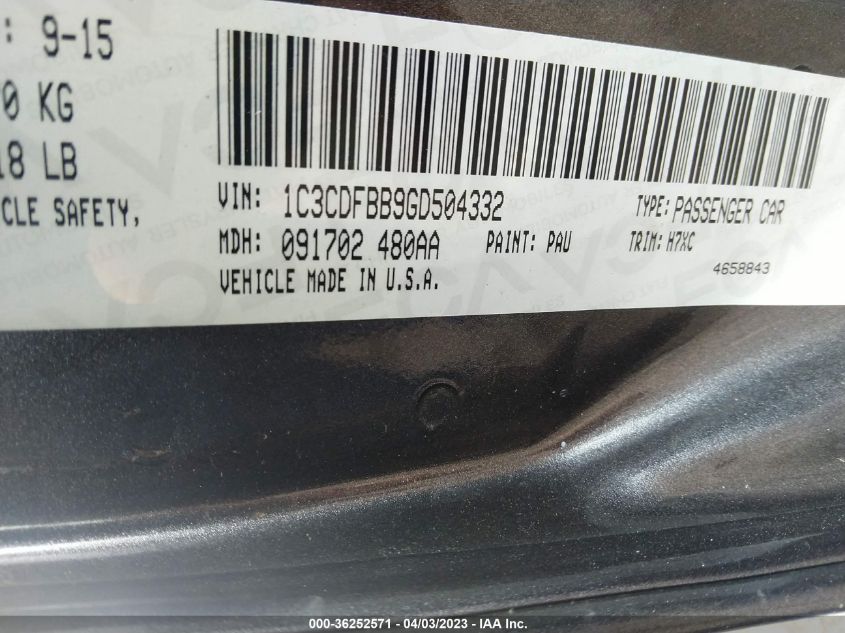 : 9-15
0 KG
18 LB
CLE SAFETY,
VIN: 1C3CDFBB9GD504332 TYPE: PASSENGER CAR
MDH: 091702 480AA PAINT: PAU TRIM: H7XC
VEHICLE MADE IN U.S.A. 4658843
000-36252571 - 04/03/2023 - IAA Inc.